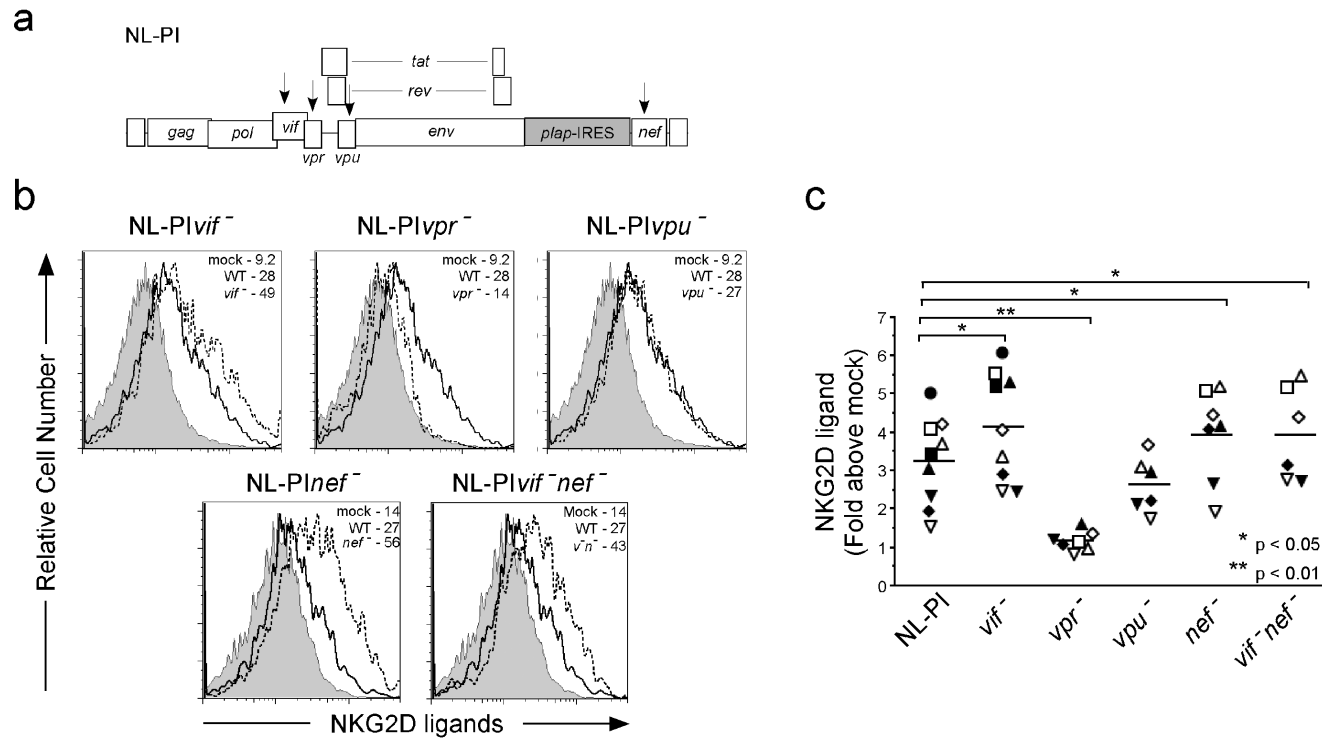 a
NL-PI
tat
rev
gag
pol
vif
vpr
vpu
env
plap-IRES
nef
b
NL-PIvif⁻
mock - 9.2
WT - 28
vif⁻ - 49
NL-PIvpr⁻
mock - 9.2
WT - 28
vpr⁻ - 14
NL-PIvpu⁻
mock - 9.2
WT - 28
vpu⁻ - 27
NL-PInef⁻
mock - 14
WT - 27
nef⁻ - 56
NL-PIvif⁻nef⁻
Mock - 14
WT - 27
v⁻n⁻ - 43
Relative Cell Number
NKG2D ligands
c
NKG2D ligand
(Fold above mock)
7
6
5
4
3
2
1
0
*
*
**
*
* p < 0.05
** p < 0.01
NL-PI
vif⁻
vpr⁻
vpu⁻
nef⁻
vif⁻nef⁻